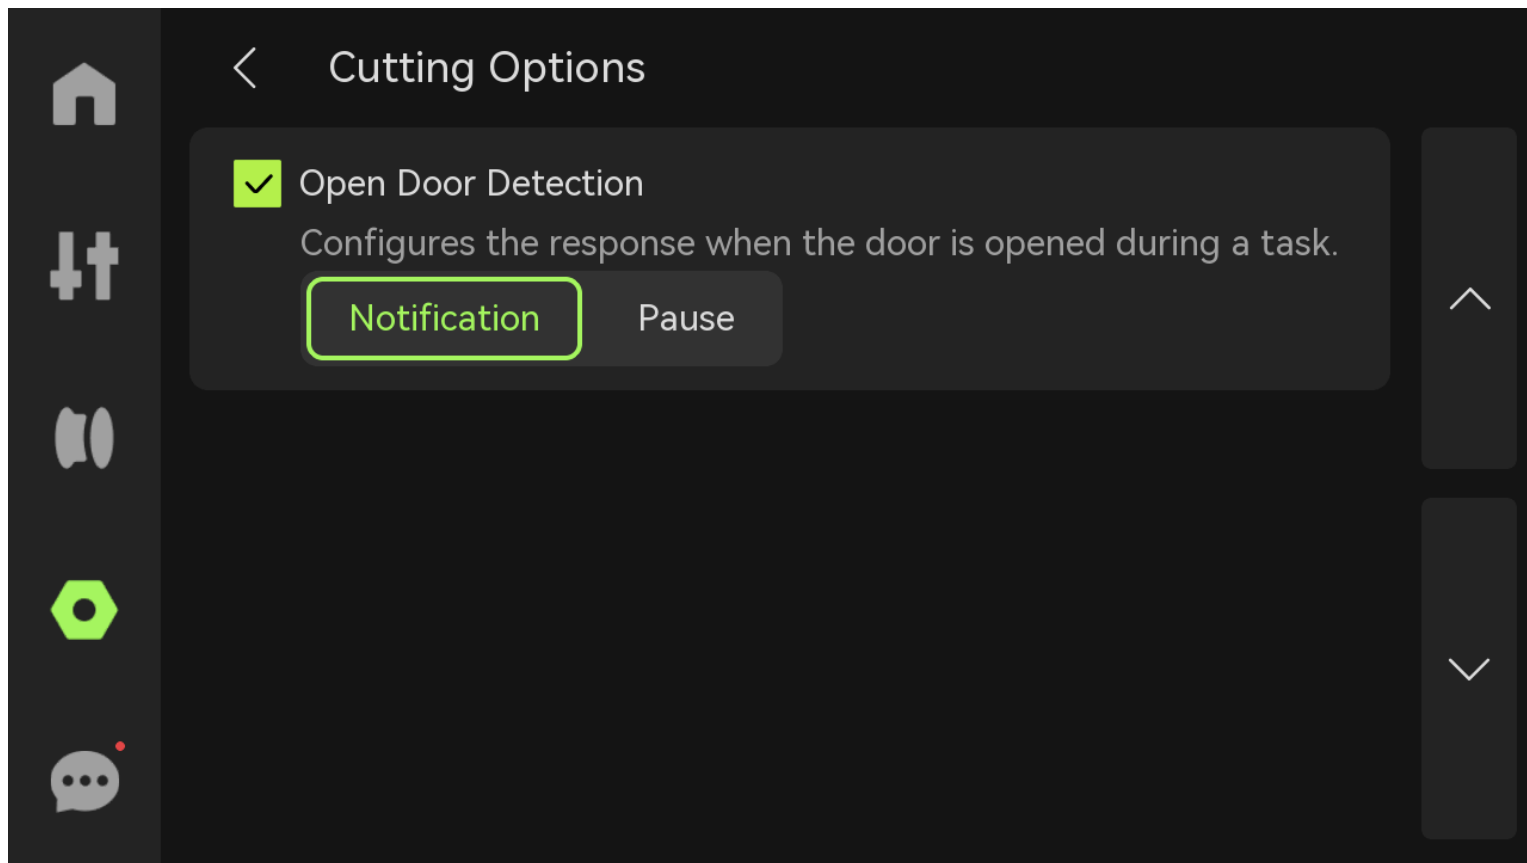 Cutting Options
Open Door Detection
Configures the response when the door is opened during a task.
Notification Pause